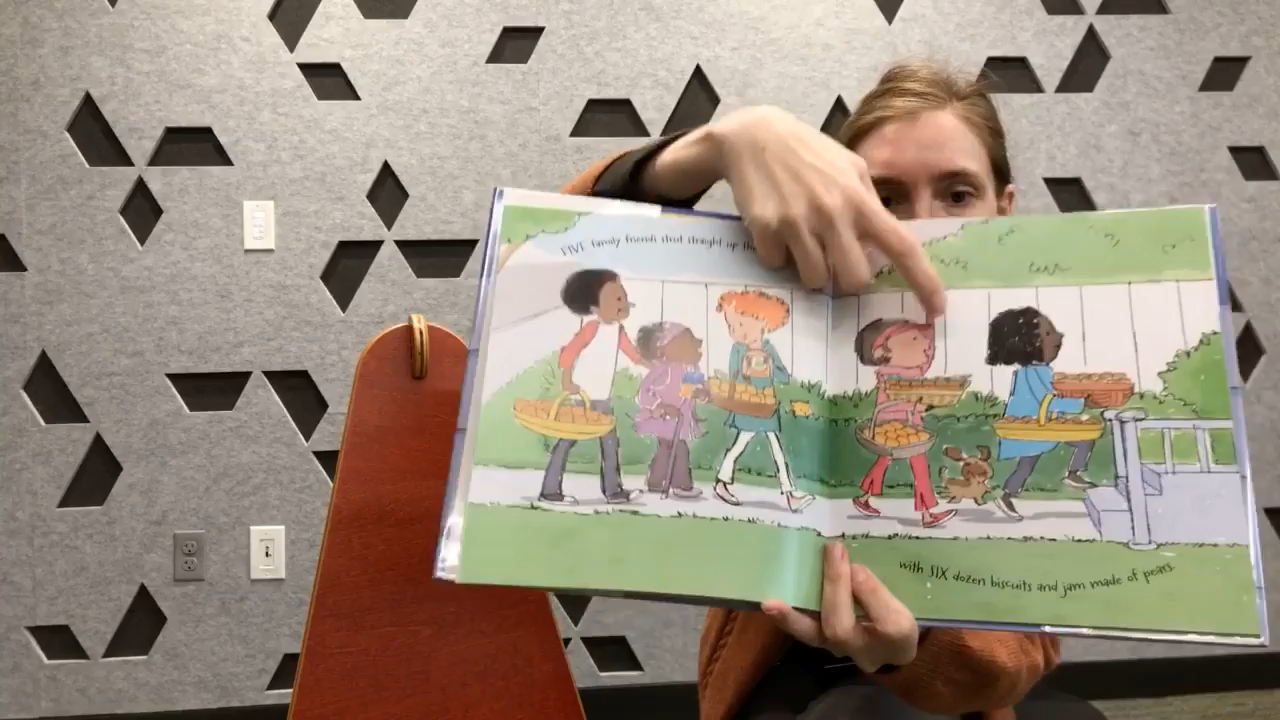 FIVE family friends strut straight up the
with SIX dozen biscuits and jam made of pears.